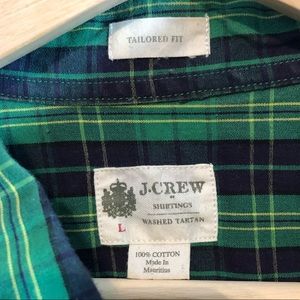 TAILORED FIT
J.CREW
SHIRTINGS
WASHED TARTAN
L
100% COTTON
Made In
Mauritius